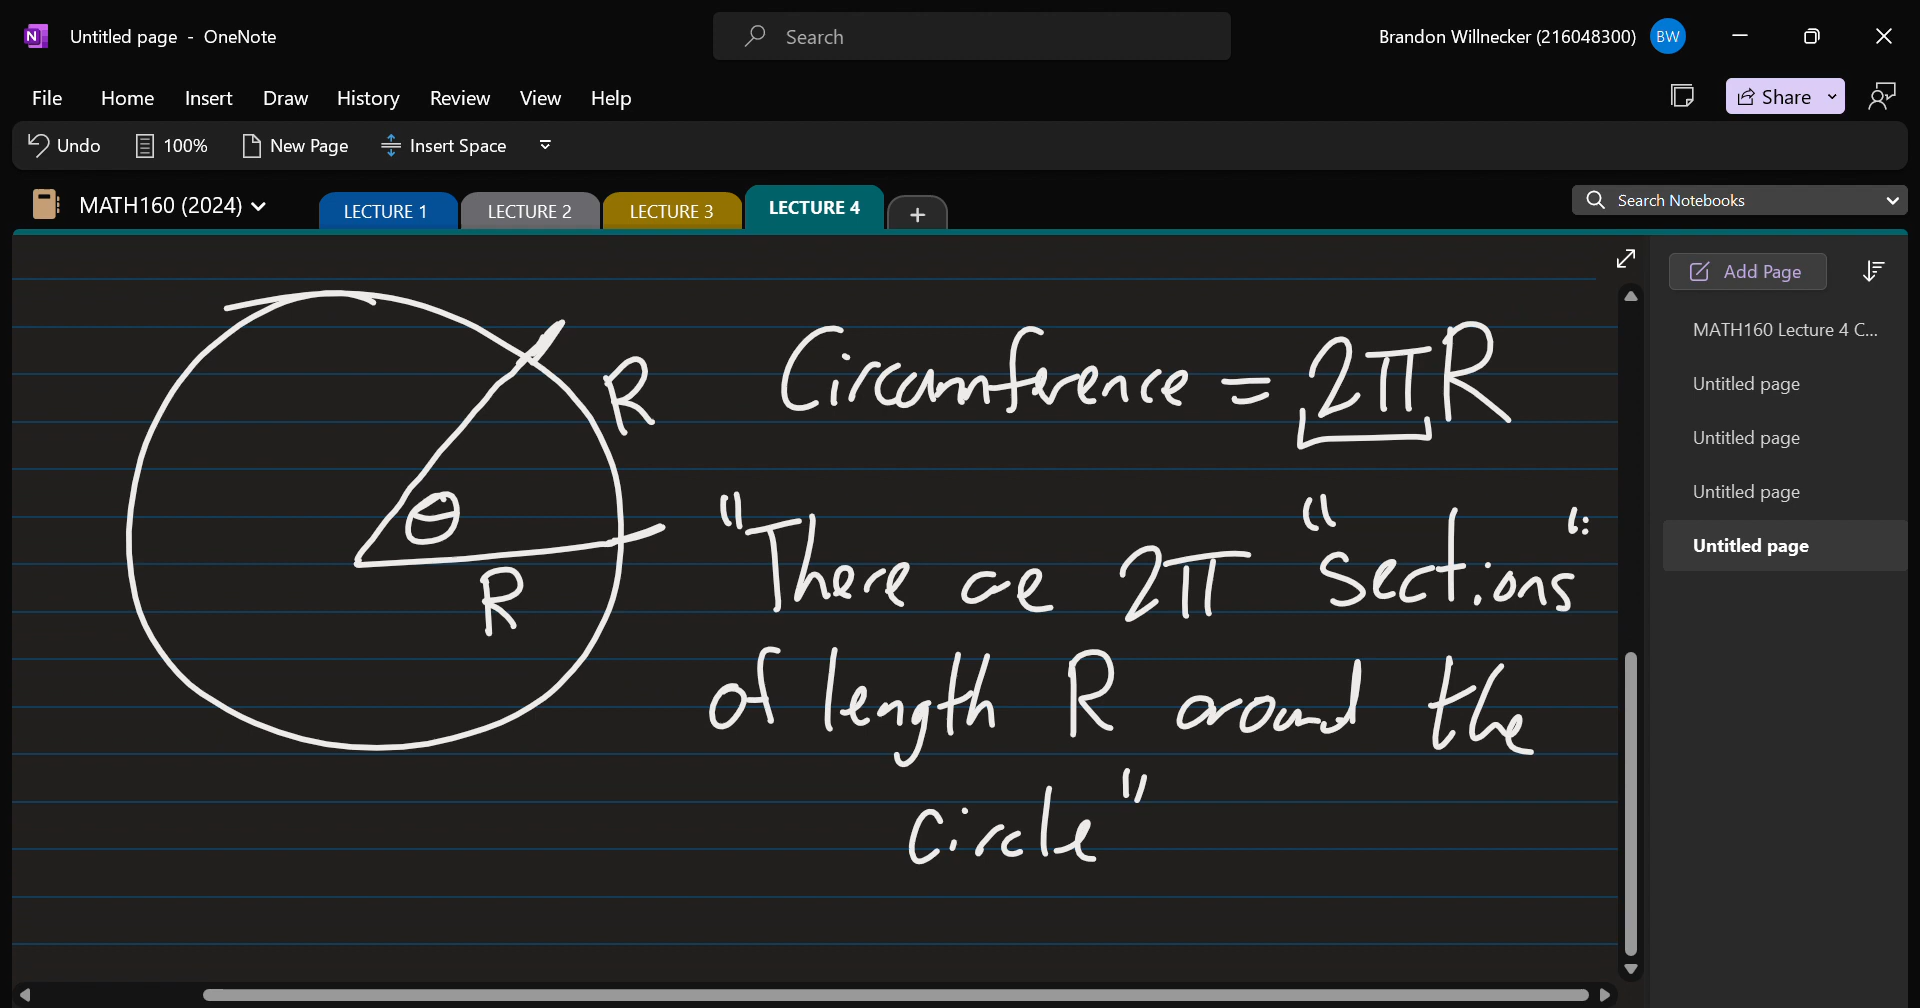 Untitled page - OneNote
Search
Brandon Willnecker (216048300)
BW
File Home Insert Draw History Review View Help
Share
Undo 100% New Page Insert Space
MATH160 (2024)
LECTURE 1
LECTURE 2
LECTURE 3
LECTURE 4
+
Search Notebooks
Add Page
MATH160 Lecture 4 C...
Untitled page
Untitled page
Untitled page
Untitled page
R
θ
R
Circumference = 2πR
"There are 2π "sections"
of length R around the
circle"